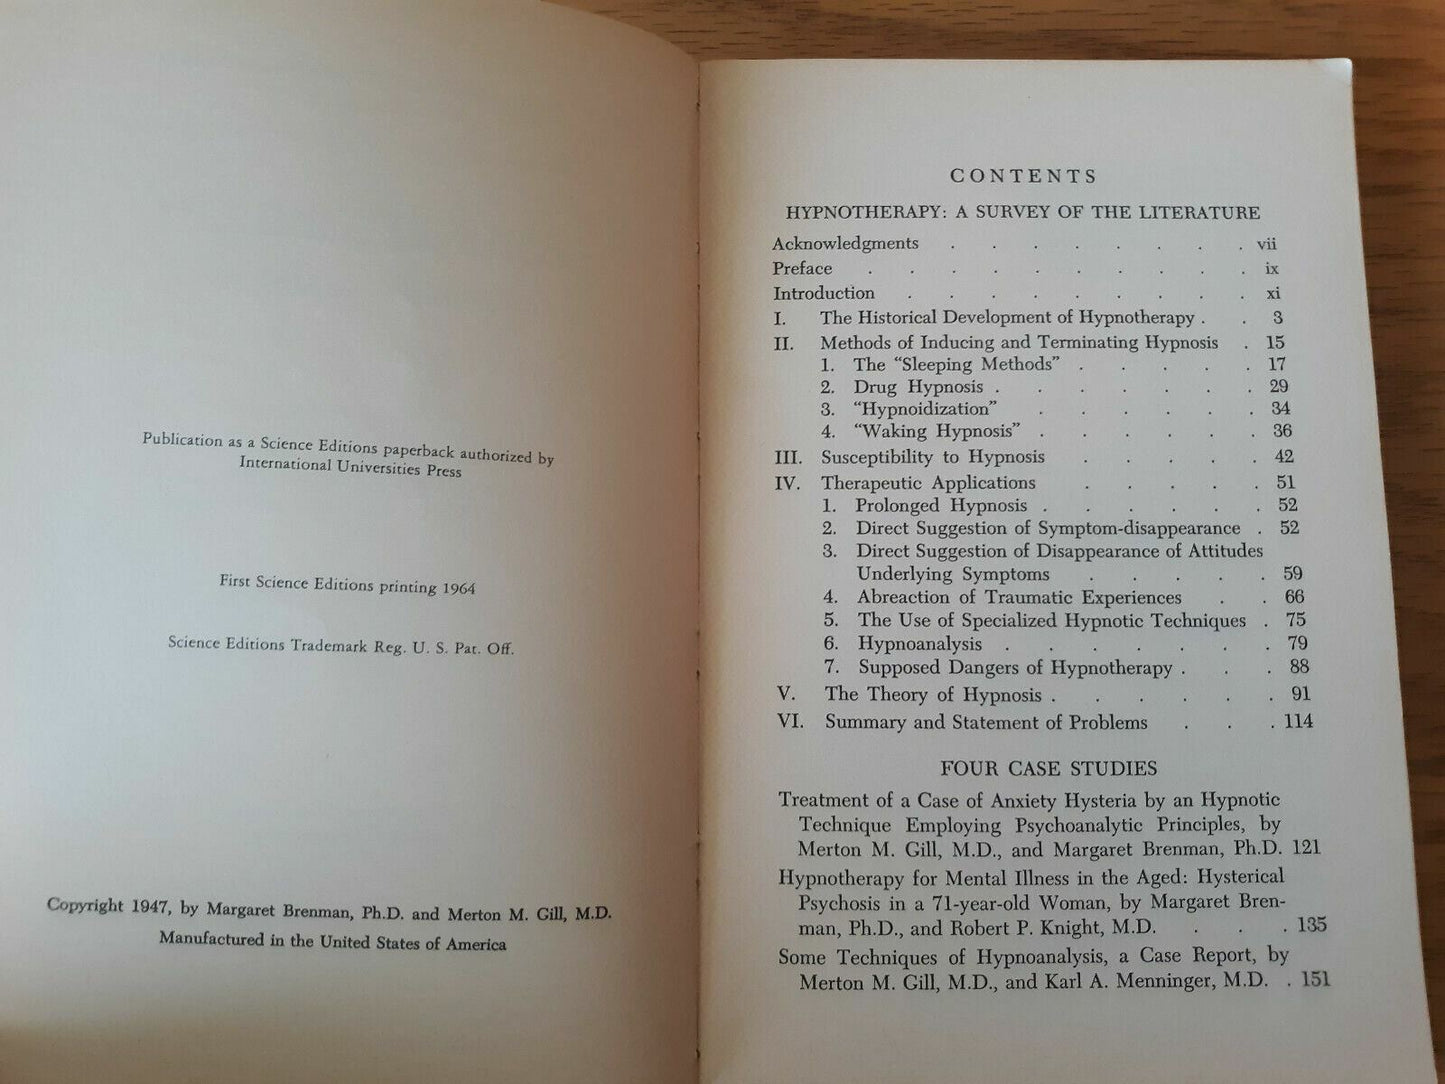 Publication as a Science Editions paperback authorized by
International Universities Press
First Science Editions printing 1964
Science Editions Trademark Reg. U. S. Pat. Off.
Copyright 1947, by Margaret Brenman, Ph.D. and Merton M. Gill, M.D.
Manufactured in the United States of America
CONTENTS
HYPNOTHERAPY: A SURVEY OF THE LITERATURE
Acknowledgments . . . . . . . . vii
Preface . . . . . . . . . . ix
Introduction . . . . . . . . . xi
I. The Historical Development of Hypnotherapy . . 3
II. Methods of Inducing and Terminating Hypnosis . 15
1. The "Sleeping Methods" . . . . . 17
2. Drug Hypnosis . . . . . . . 29
3. "Hypnoidization" . . . . . . 34
4. "Waking Hypnosis" . . . . . . 36
III. Susceptibility to Hypnosis . . . . . 42
IV. Therapeutic Applications . . . . . 51
1. Prolonged Hypnosis . . . . . . 52
2. Direct Suggestion of Symptom-disappearance . 52
3. Direct Suggestion of Disappearance of Attitudes
Underlying Symptoms . . . . . 59
4. Abreaction of Traumatic Experiences . . 66
5. The Use of Specialized Hypnotic Techniques . 75
6. Hypnoanalysis . . . . . . . 79
7. Supposed Dangers of Hypnotherapy . . . 88
V. The Theory of Hypnosis . . . . . . 91
VI. Summary and Statement of Problems . . . 114
FOUR CASE STUDIES
Treatment of a Case of Anxiety Hysteria by an Hypnotic
Technique Employing Psychoanalytic Principles, by
Merton M. Gill, M.D., and Margaret Brenman, Ph.D. 121
Hypnotherapy for Mental Illness in the Aged: Hysterical
Psychosis in a 71-year-old Woman, by Margaret Bren-
man, Ph.D., and Robert P. Knight, M.D. . . . 135
Some Techniques of Hypnoanalysis, a Case Report, by
Merton M. Gill, M.D., and Karl A. Menninger, M.D. . 151